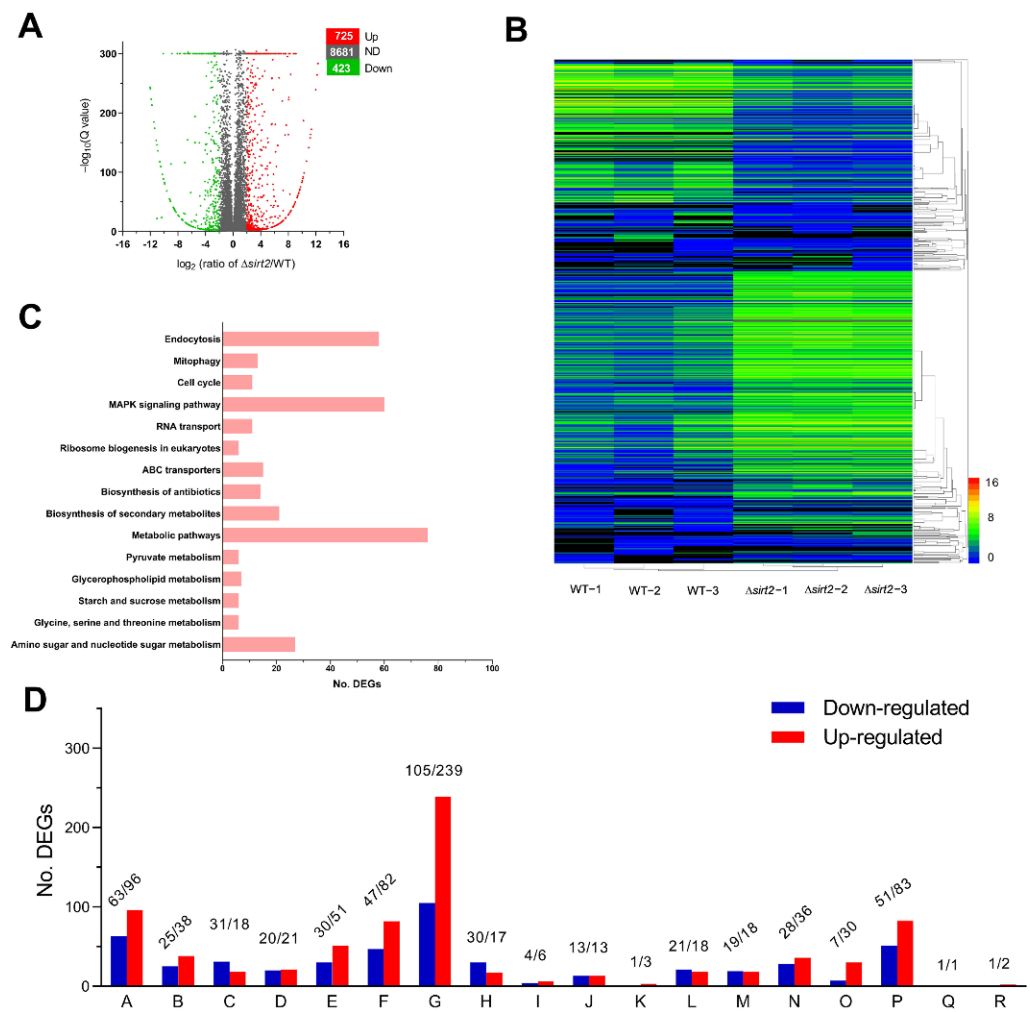 A
725 Up
8681 ND
423 Down
−log10(Q value)
300
200
100
0
-16 -12 -8 -4 0 4 8 12 16
log2 (ratio of Δsirt2/WT)
B
16
8
0
WT−1 WT−2 WT−3 Δsirt2−1 Δsirt2−2 Δsirt2−3
C
Endocytosis
Mitophagy
Cell cycle
MAPK signaling pathway
RNA transport
Ribosome biogenesis in eukaryotes
ABC transporters
Biosynthesis of antibiotics
Biosynthesis of secondary metabolites
Metabolic pathways
Pyruvate metabolism
Glycerophospholipid metabolism
Starch and sucrose metabolism
Glycine, serine and threonine metabolism
Amino sugar and nucleotide sugar metabolism
0 20 40 60 80 100
No. DEGs
D
Down-regulated
Up-regulated
No. DEGs
300
200
100
0
63/96 25/38 31/18 20/21 30/51 47/82 105/239 30/17 4/6 13/13 1/3 21/18 19/18 28/36 7/30 51/83 1/1 1/2
A B C D E F G H I J K L M N O P Q R